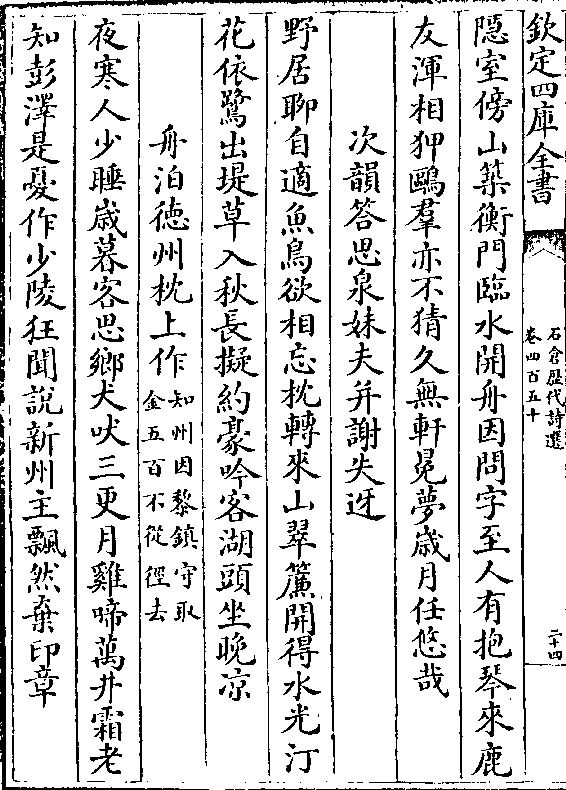 欽定四庫全書
石倉歷代詩選
卷四百五十
二十四
隱室傍山築衡門臨水開舟因問字至人有抱琴來鹿
友渾相狎鷗羣亦不猜久無軒冕夢歲月任悠哉
次韻答思泉妹夫并謝失迓
野居聊自適魚鳥欲相忘枕轉來山翠簾開得水光汀
花依鷺出堤草入秋長擬約豪吟客湖頭坐晚凉
舟泊德州枕上作知州因黎鎮守取
金五百不從徑去
夜寒人少睡歲暮客思鄉犬吠三更月雞啼萬井霜老
知彭澤是憂作少陵狂聞說新州主飄然棄印章